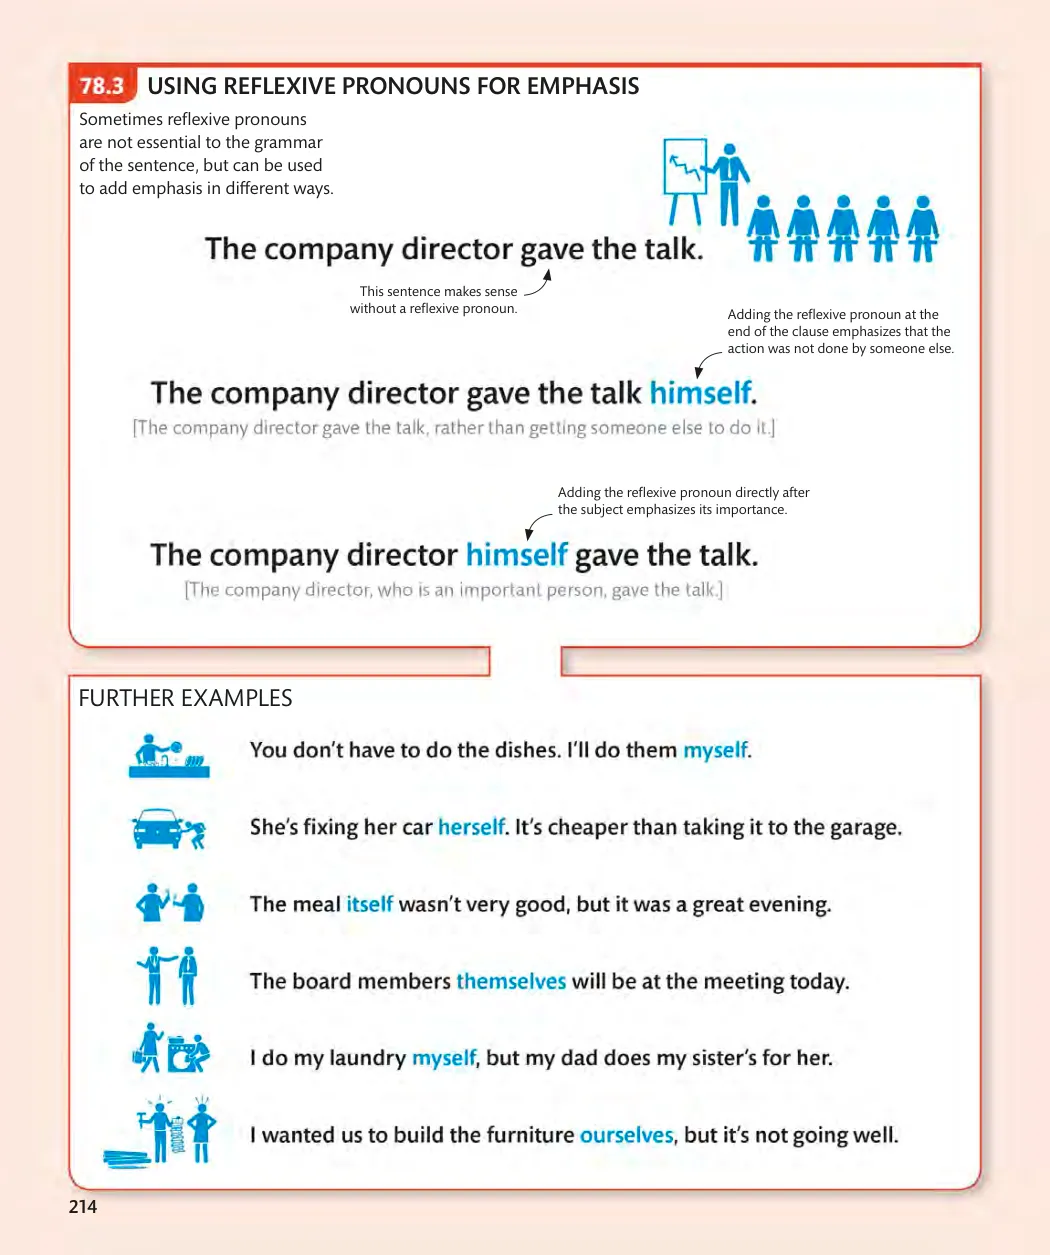 78.3 USING REFLEXIVE PRONOUNS FOR EMPHASIS
Sometimes reflexive pronouns
are not essential to the grammar
of the sentence, but can be used
to add emphasis in different ways.
The company director gave the talk.
This sentence makes sense
without a reflexive pronoun.
Adding the reflexive pronoun at the
end of the clause emphasizes that the
action was not done by someone else.
The company director gave the talk himself.
[The company director gave the talk, rather than getting someone else to do it.]
Adding the reflexive pronoun directly after
the subject emphasizes its importance.
The company director himself gave the talk.
[The company director, who is an important person, gave the talk.]
FURTHER EXAMPLES
You don't have to do the dishes. I'll do them myself.
She's fixing her car herself. It's cheaper than taking it to the garage.
The meal itself wasn't very good, but it was a great evening.
The board members themselves will be at the meeting today.
I do my laundry myself, but my dad does my sister's for her.
I wanted us to build the furniture ourselves, but it's not going well.
214